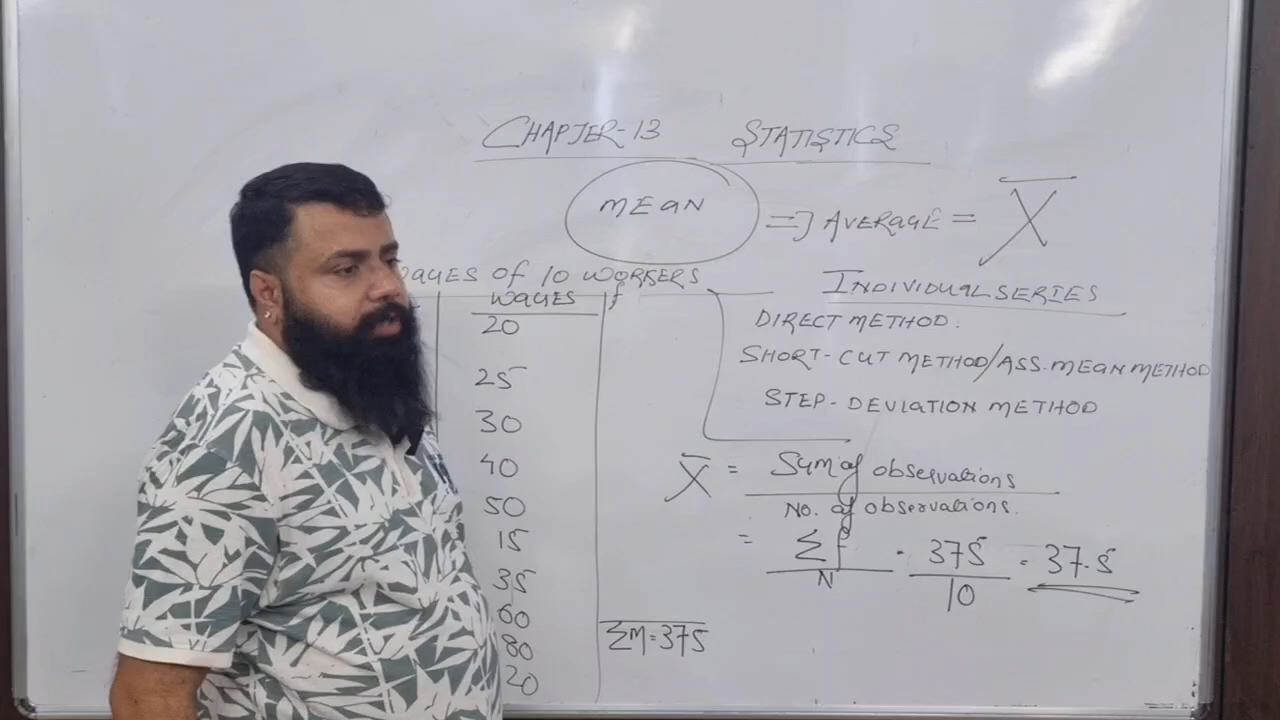 CHAPTER-13 STATISTICS
MEAN => AVERAGE = X̅
WAGES of 10 WORKERS
WAGES f
20
25
30
40
50
15
35
60
80
20
ΣM=375
INDIVIDUAL SERIES
DIRECT METHOD.
SHORT-CUT METHOD/ASS. MEAN METHOD
STEP-DEVIATION METHOD
X̅ = Sum of observations
No. of observations.
= Σf = 375 = 37.5
N 10